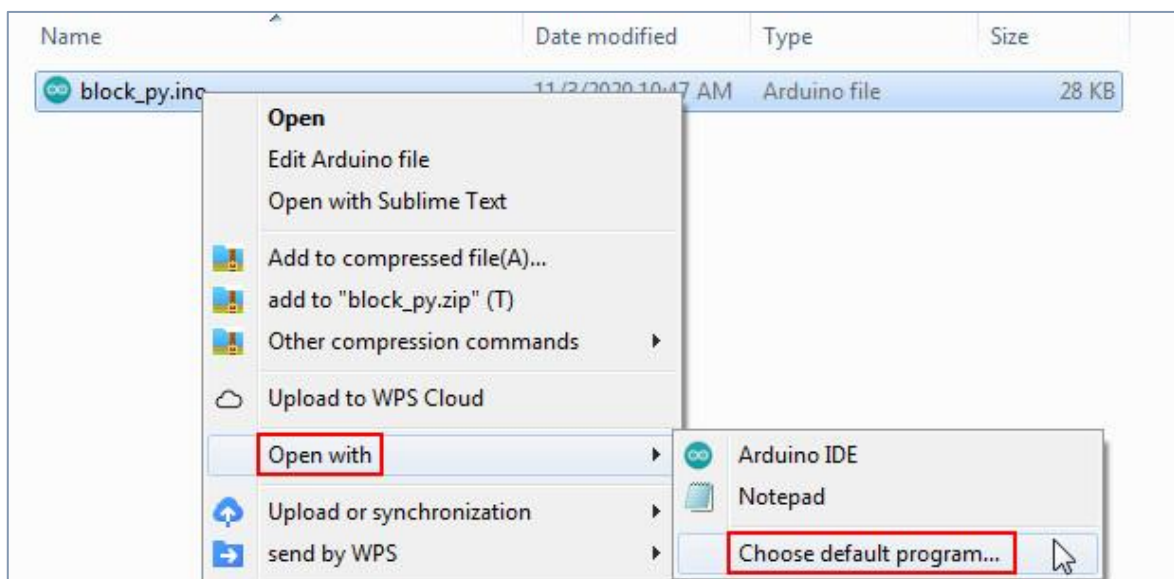 Name Date modified Type Size
block_py.ino 11/3/2020 10:47 AM Arduino file 28 KB
Open
Edit Arduino file
Open with Sublime Text
Add to compressed file(A)...
add to "block_py.zip" (T)
Other compression commands
Upload to WPS Cloud
Open with
Arduino IDE
Notepad
Upload or synchronization
send by WPS
Choose default program...